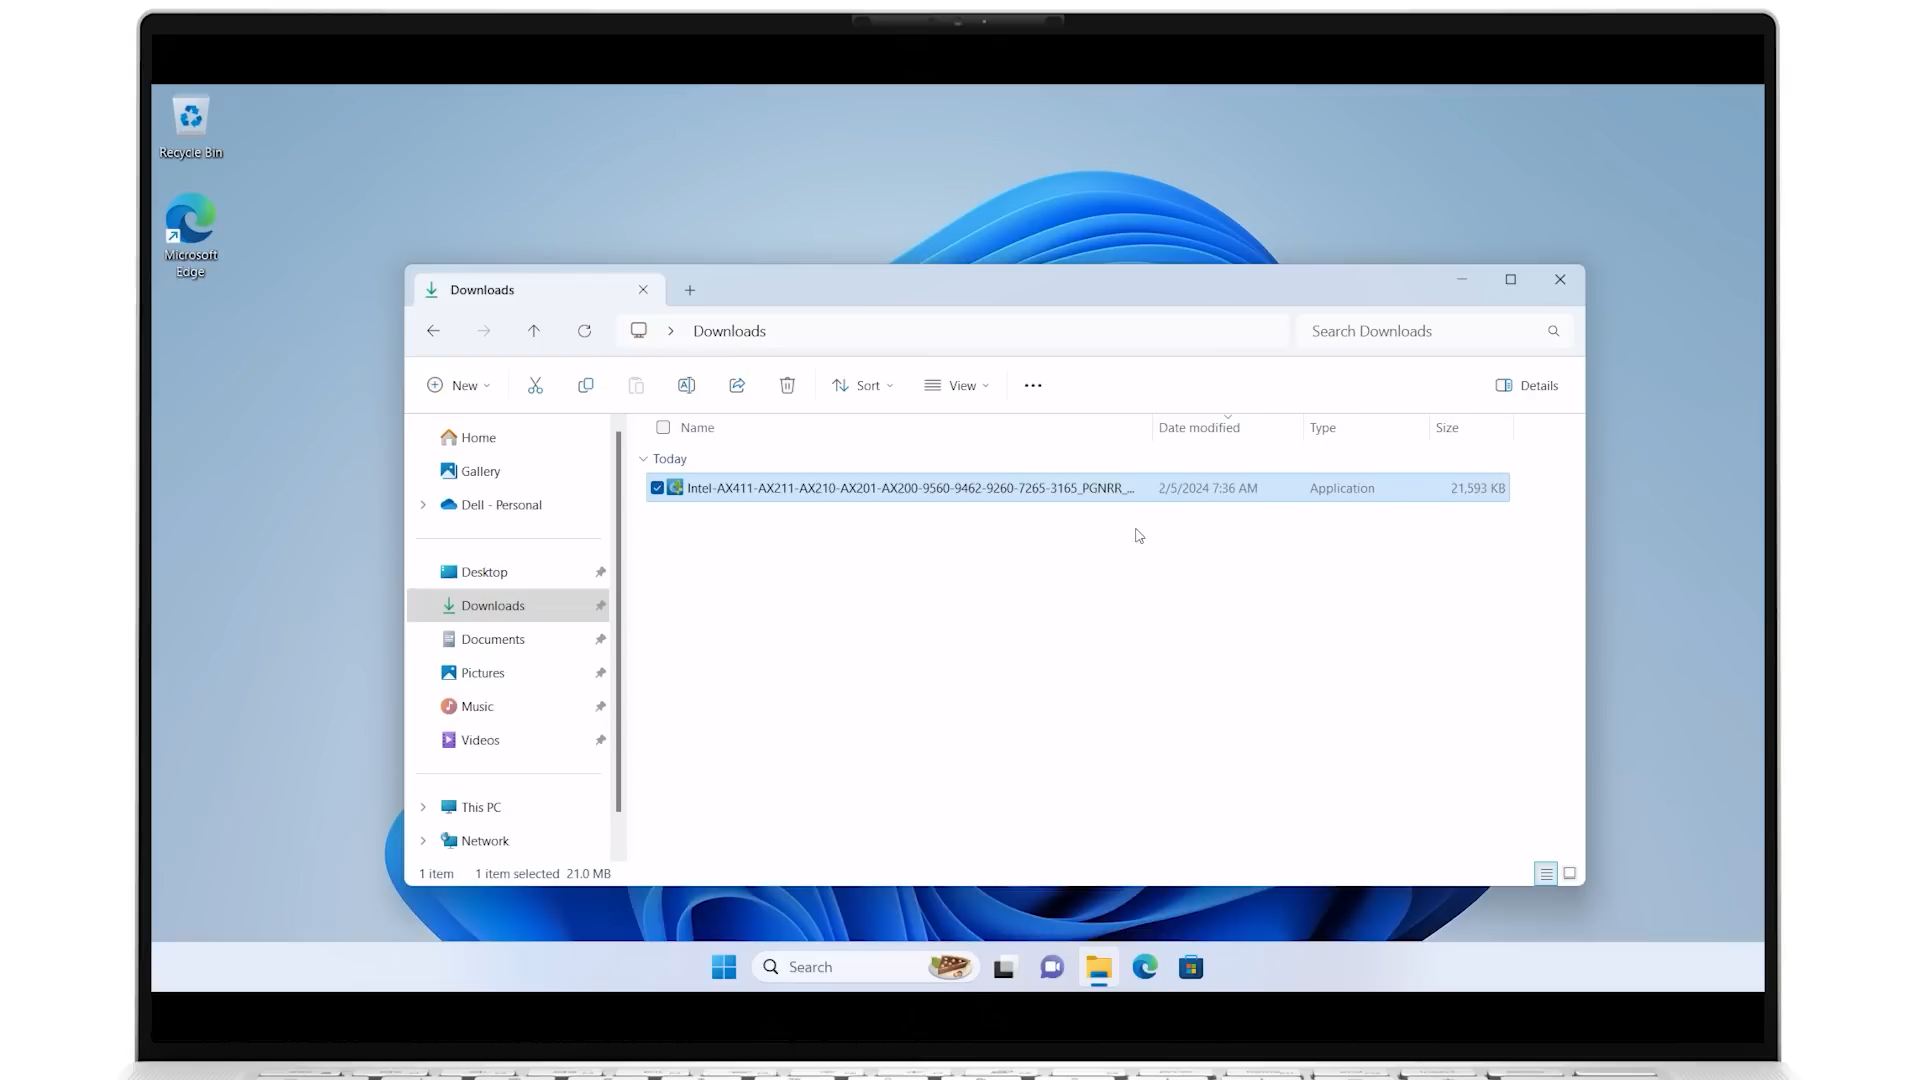 Recycle Bin
Microsoft
Edge
Downloads
Downloads
Search Downloads
New
Sort
View
Details
Name
Date modified
Type
Size
Today
Intel-AX411-AX211-AX210-AX201-AX200-9560-9462-9260-7265-3165_PGNRR_...
2/5/2024 7:36 AM
Application
21,593 KB
Home
Gallery
Dell - Personal
Desktop
Downloads
Documents
Pictures
Music
Videos
This PC
Network
1 item
1 item selected 21.0 MB
Search